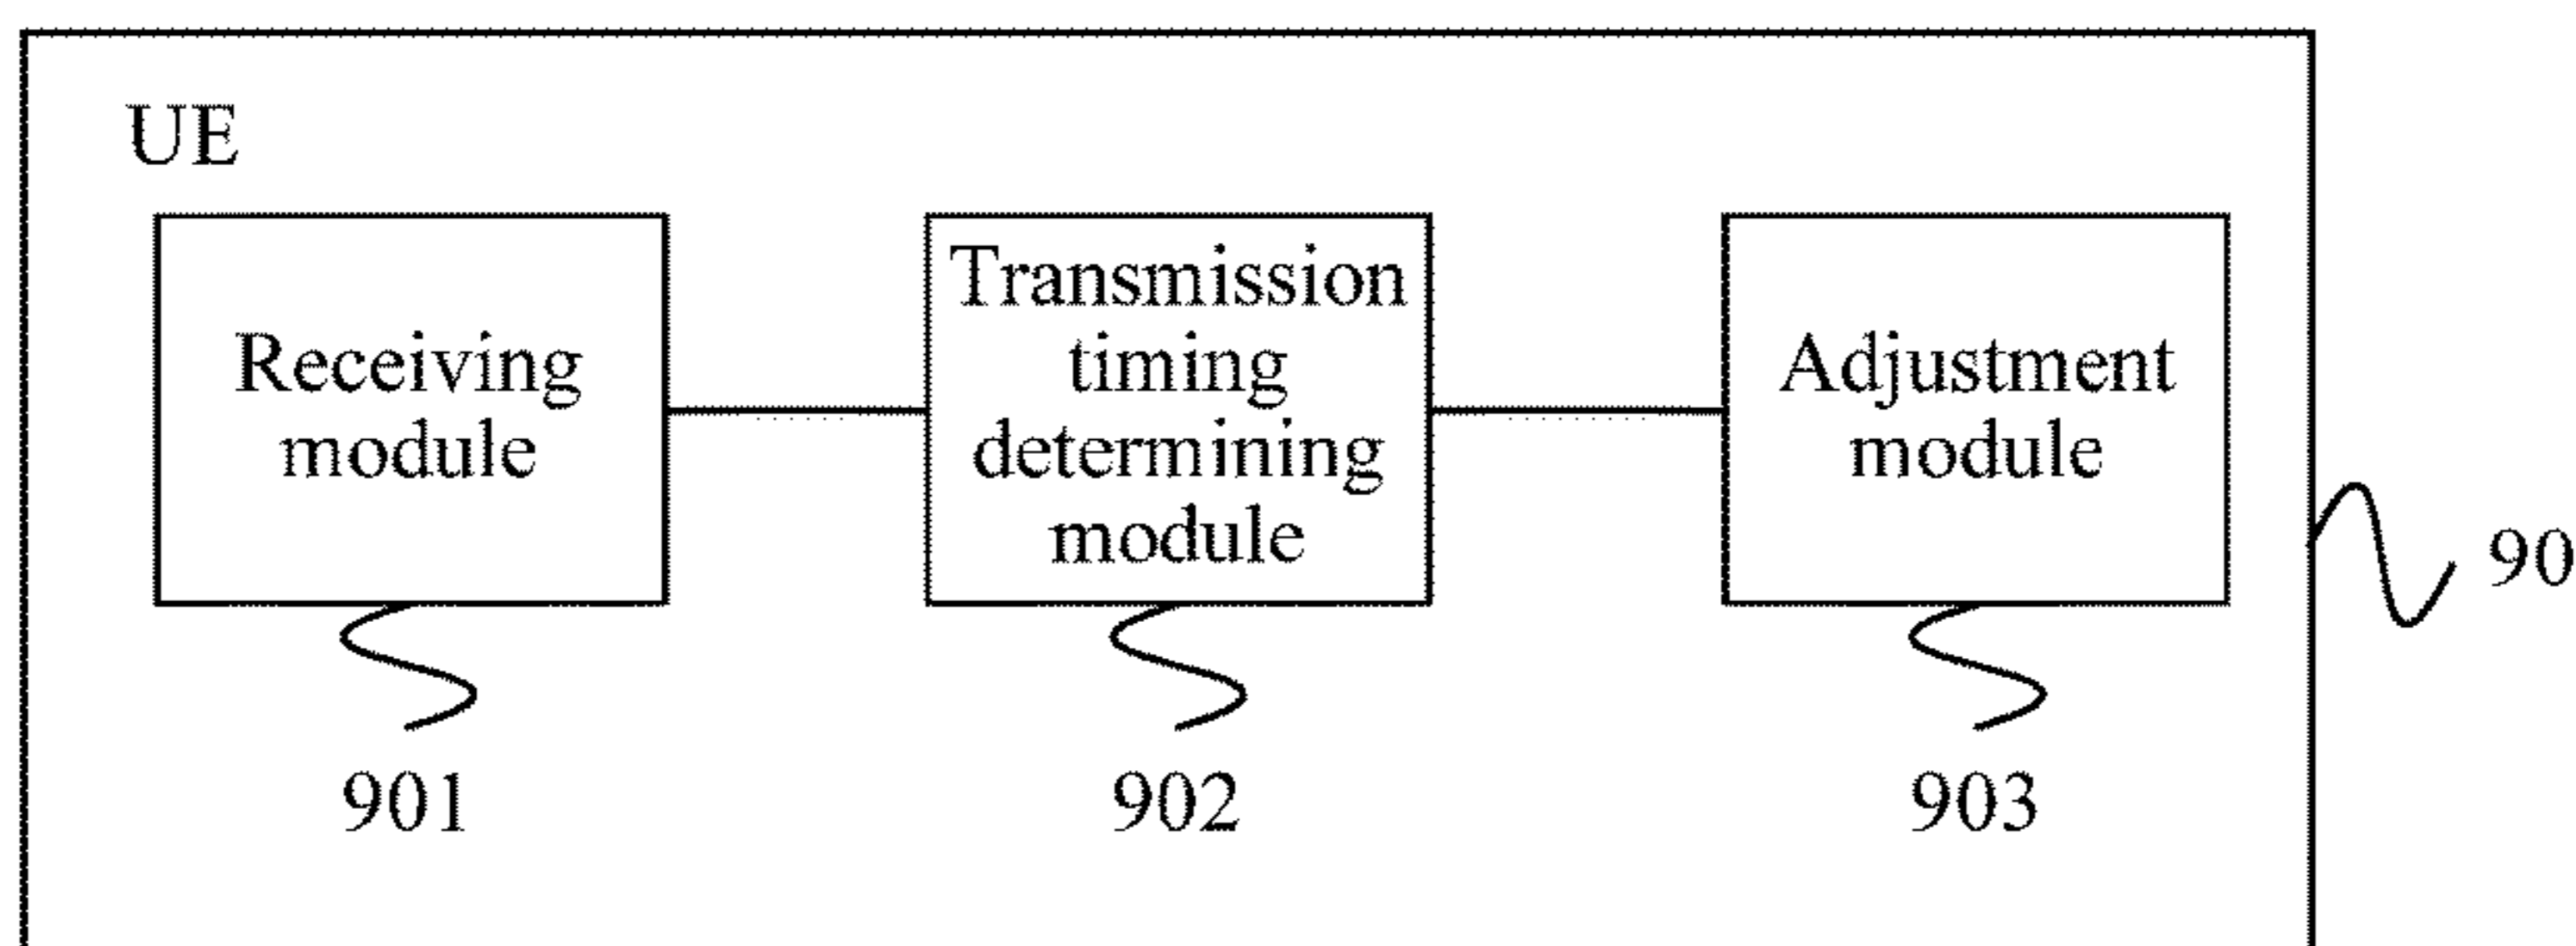 UE
Receiving
module
Transmission
timing
determining
module
Adjustment
module
90
901
902
903